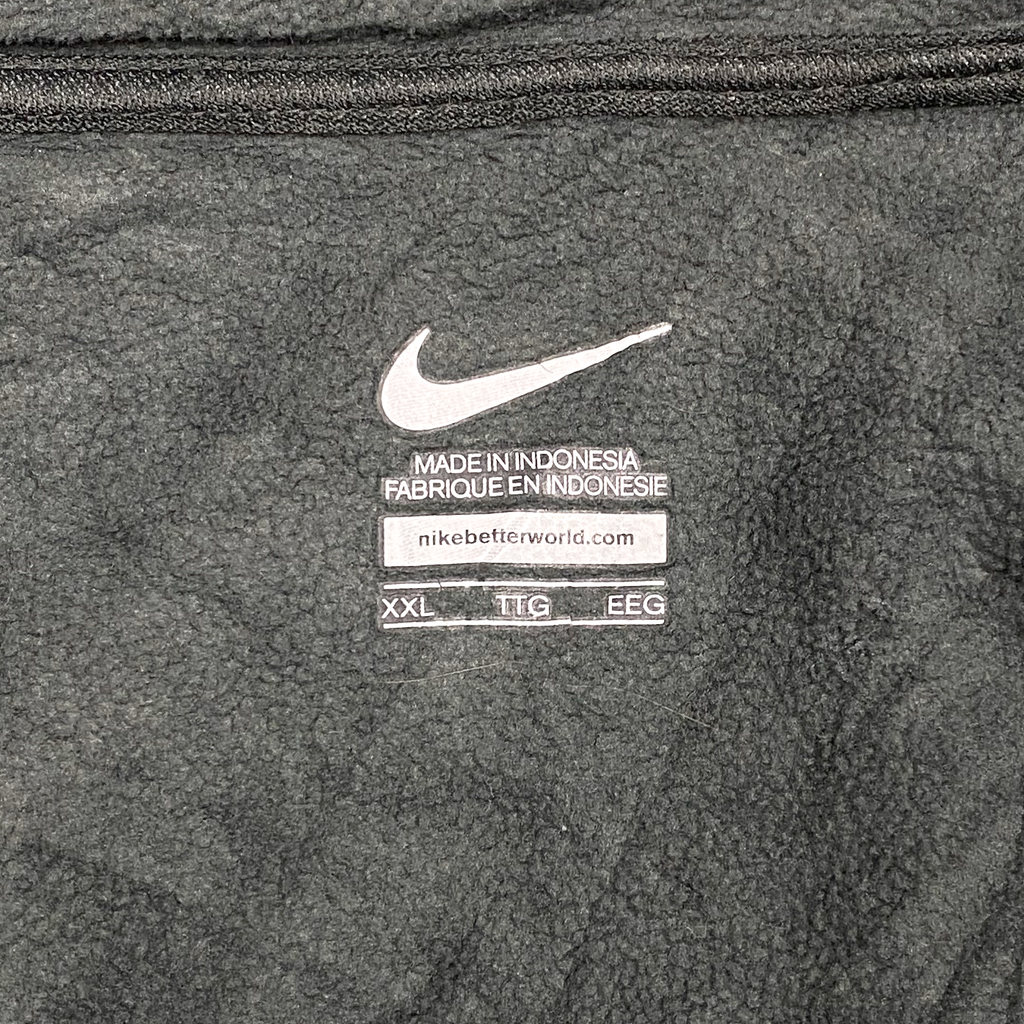 MADE IN INDONESIA
FABRIQUE EN INDONESIE
nikebetterworld.com
XXL TTG EEG